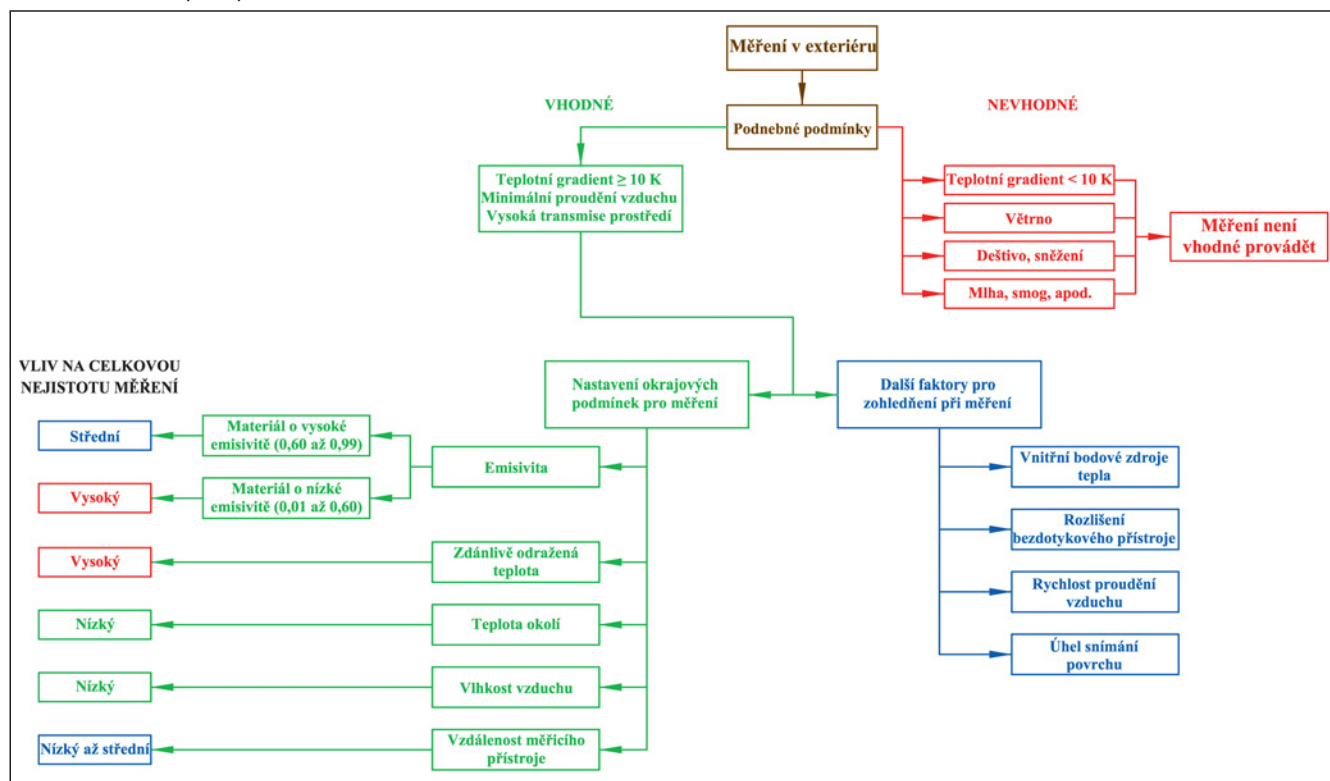 Měření v exteriéru
VHODNÉ
NEVHODNÉ
Podnebné podmínky
Teplotní gradient ≥ 10 K
Minimální proudění vzduchu
Vysoká transmise prostředí
Teplotní gradient < 10 K
Větrno
Deštivo, sněžení
Mlha, smog, apod.
Měření není
vhodné provádět
VLIV NA CELKOVOU
NEJISTOTU MĚŘENÍ
Nastavení okrajových
podmínek pro měření
Další faktory pro
zohledňení při měření
Střední
Materiál o vysoké
emisivitě (0,60 až 0,99)
Emisivita
Vysoký
Materiál o nízké
emisivitě (0,01 až 0,60)
Vysoký
Zdánlivě odražená
teplota
Nízký
Teplota okolí
Nízký
Vlhkost vzduchu
Nízký až střední
Vzdálenost měřicího
přístroje
Vnitřní bodové zdroje
tepla
Rozlišení
bezdotykového přístroje
Rychlost proudění
vzduchu
Úhel snímání
povrchu